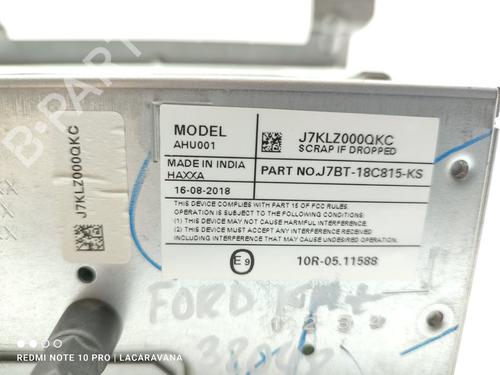 J7KLZ000QKC
MODEL
AHU001
J7KLZ000QKC
SCRAP IF DROPPED
MADE IN INDIA
HAXXA
PART NO.J7BT-18C815-KS
16-08-2018
THIS DEVICE COMPLIES WITH PART 15 OF FCC RULES.
OPERATION IS SUBJECT TO THE FOLLOWING CONDITIONS:
(1) THIS DEVICE MAY NOT CAUSE HARMFUL INTERFERENCE, AND
(2) THIS DEVICE MUST ACCEPT ANY INTERFERENCE RECEIVED,
INCLUDING INTERFERENCE THAT MAY CAUSE UNDESIRED OPERATION.
E9
10R-05.11588
FORD
REDMI NOTE 10 PRO | LACARAVANA
B-PARTS